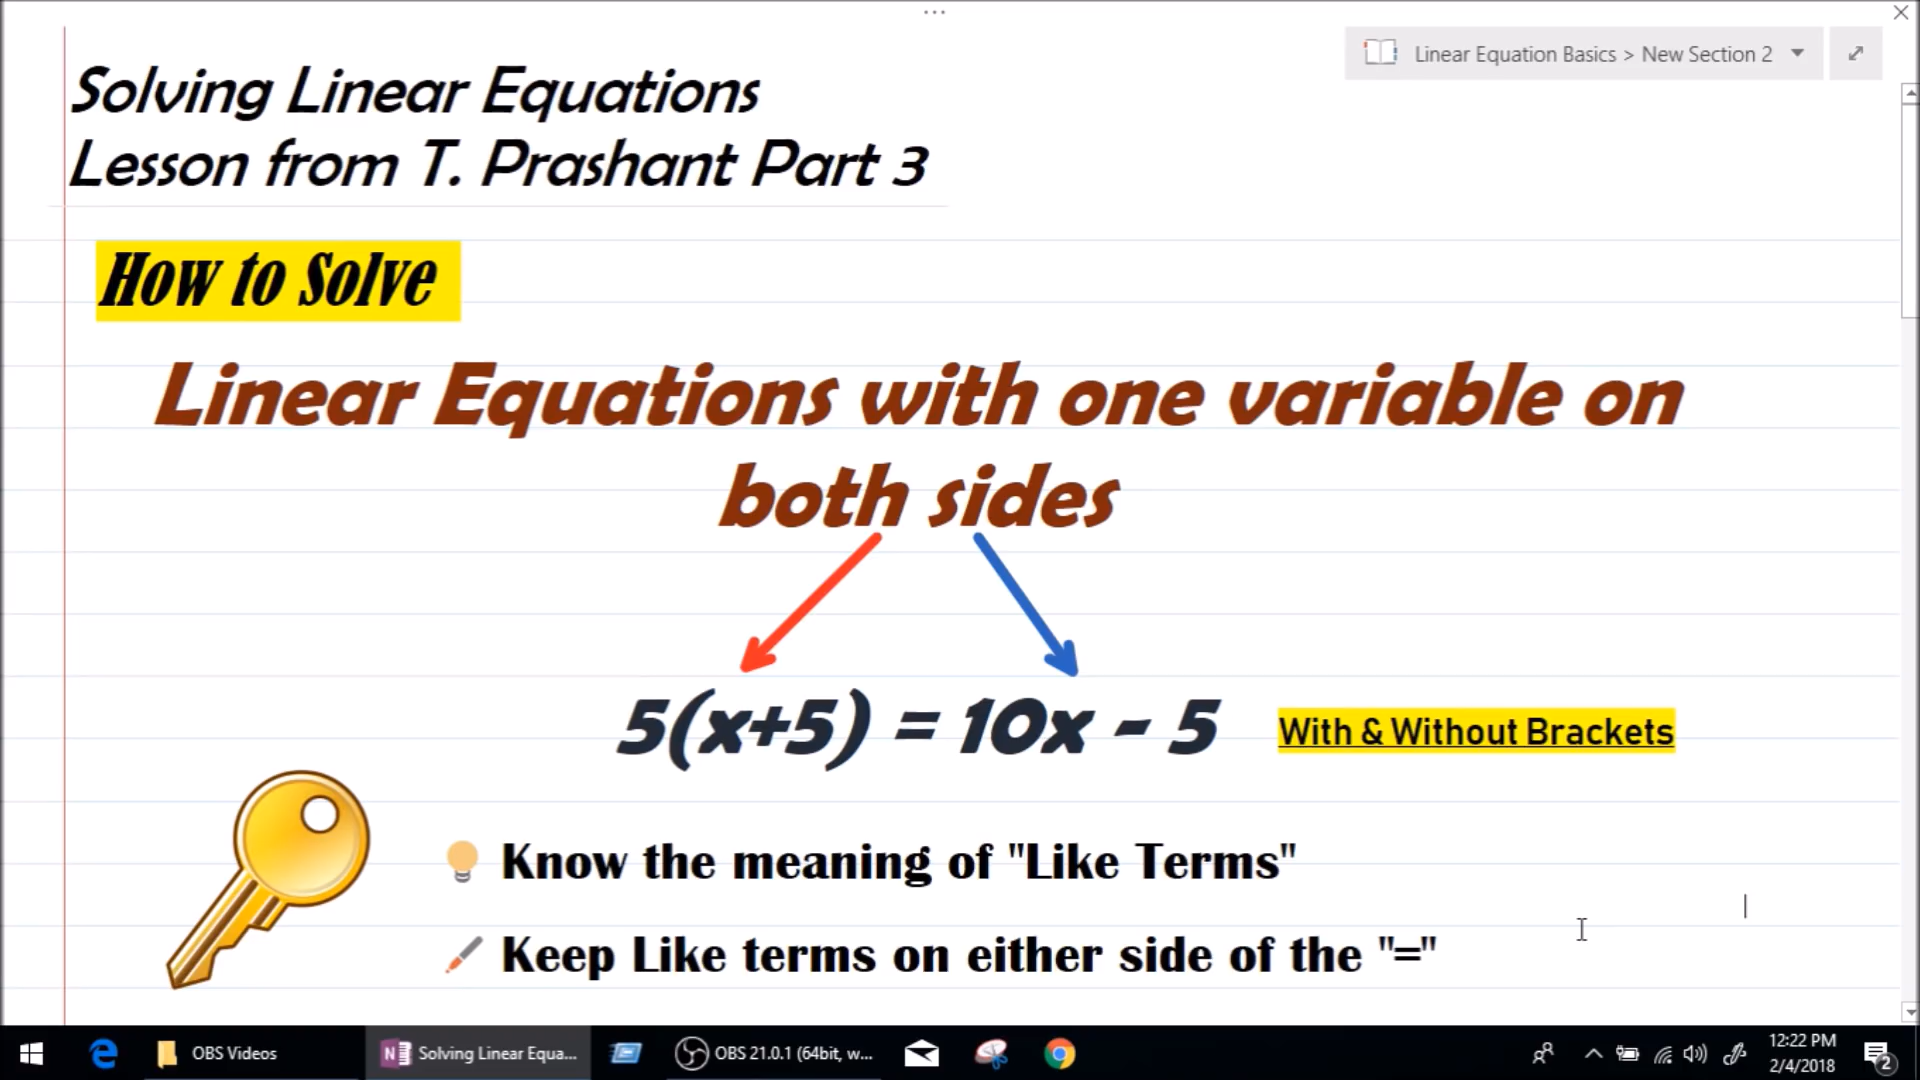 Linear Equation Basics > New Section 2
Solving Linear Equations
Lesson from T. Prashant Part 3
How to Solve
Linear Equations with one variable on
both sides
5(x+5) = 10x - 5
With & Without Brackets
Know the meaning of "Like Terms"
Keep Like terms on either side of the "="
OBS Videos
Solving Linear Equa...
OBS 21.0.1 (64bit, w...
12:22 PM
2/4/2018
2